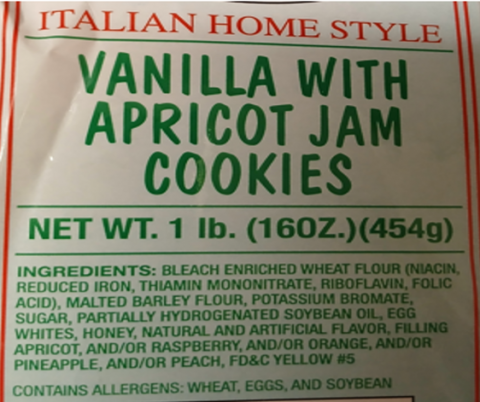 ITALIAN HOME STYLE
VANILLA WITH
APRICOT JAM
COOKIES
NET WT. 1 lb. (16OZ.)(454g)
INGREDIENTS: BLEACH ENRICHED WHEAT FLOUR (NIACIN,
REDUCED IRON, THIAMIN MONONITRATE, RIBOFLAVIN, FOLIC
ACID), MALTED BARLEY FLOUR, POTASSIUM BROMATE,
SUGAR, PARTIALLY HYDROGENATED SOYBEAN OIL, EGG
WHITES, HONEY, NATURAL AND ARTIFICIAL FLAVOR, FILLING
APRICOT, AND/OR RASPBERRY, AND/OR ORANGE, AND/OR
PINEAPPLE, AND/OR PEACH, FD&C YELLOW #5
CONTAINS ALLERGENS: WHEAT, EGGS, AND SOYBEAN